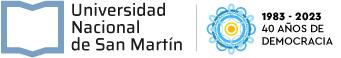 Universidad
Nacional
de San Martín
1983 - 2023
40 AÑOS DE
DEMOCRACIA